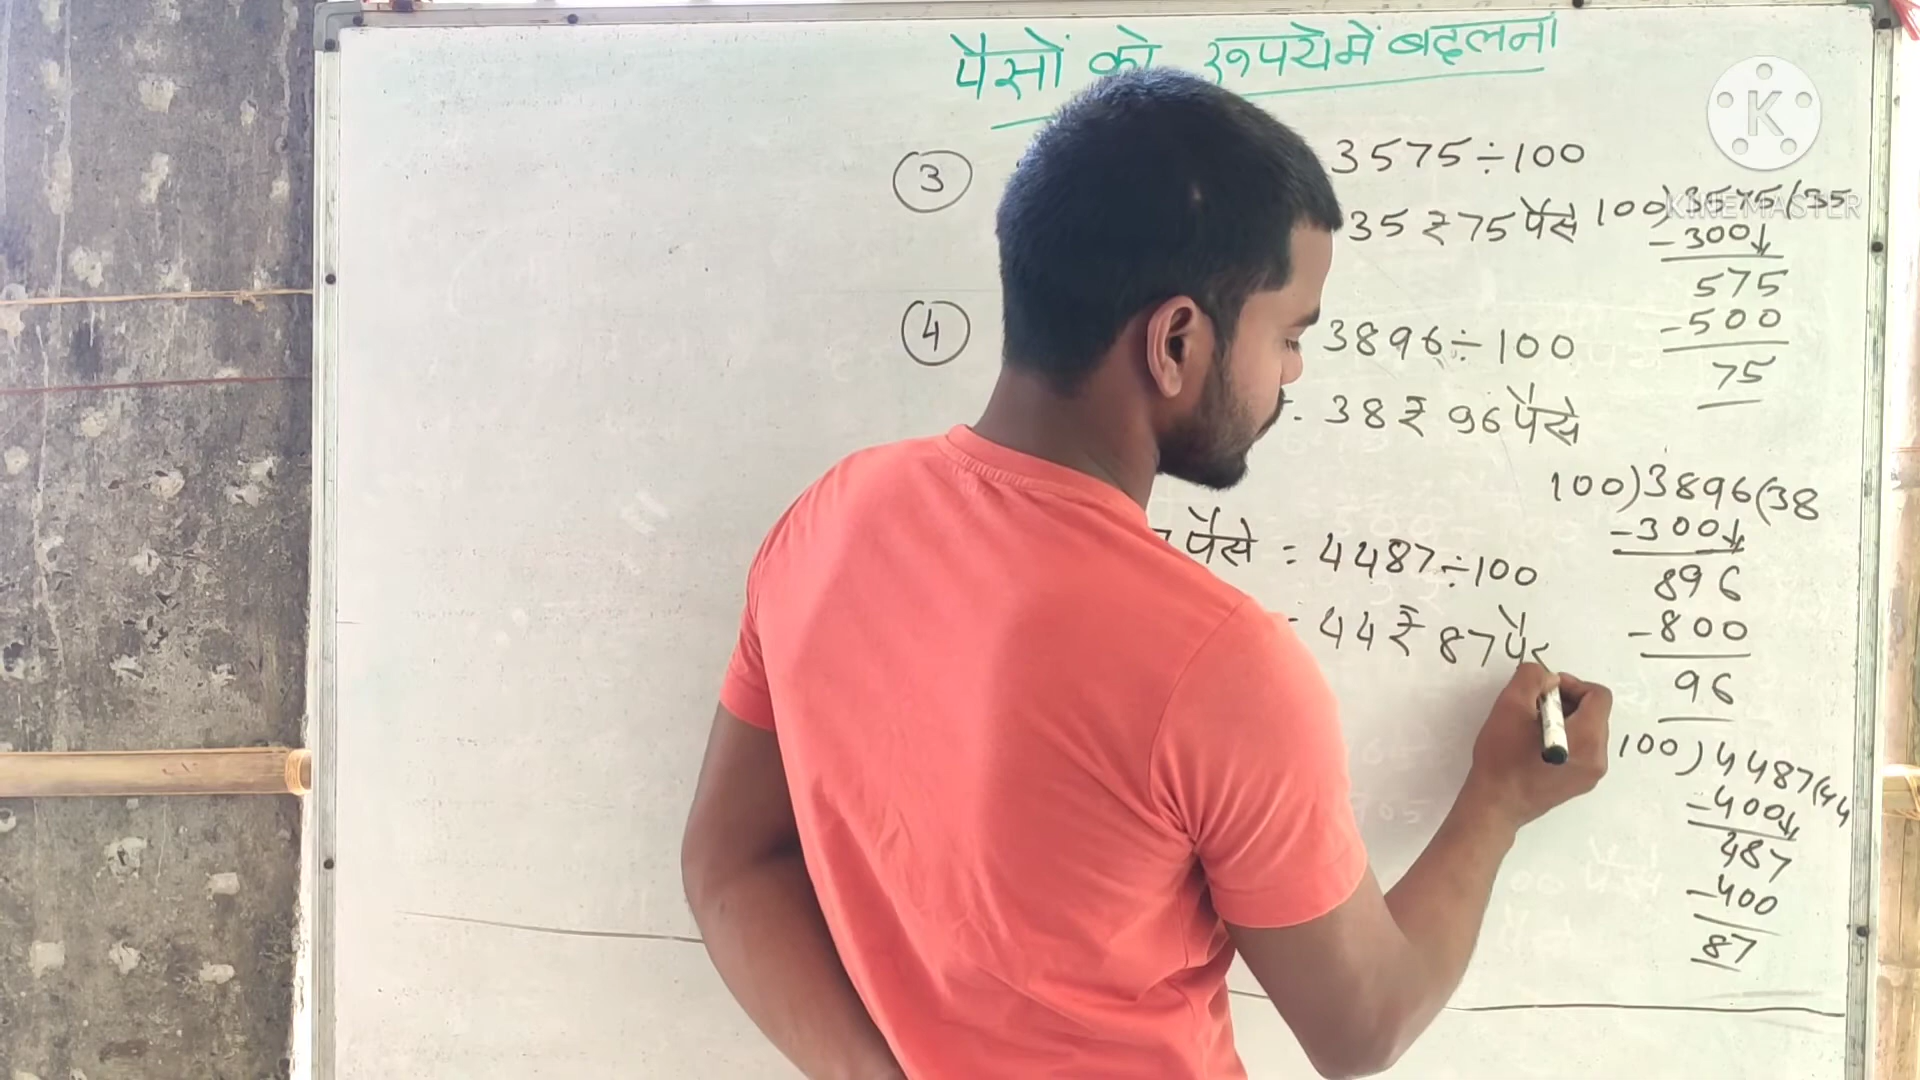 पैसों को रूपये में बदलना
③
3575÷100
35₹75 पैसे
100)3575(35
-300↓
575
-500
75
④
3896÷100
= 38₹ 96 पैसे
100)3896(38
-300↓
896
-800
96
पैसे = 4487÷100
= 44₹ 87
100)4487(44
-400↓
487
-400
87
K
KINEMASTER